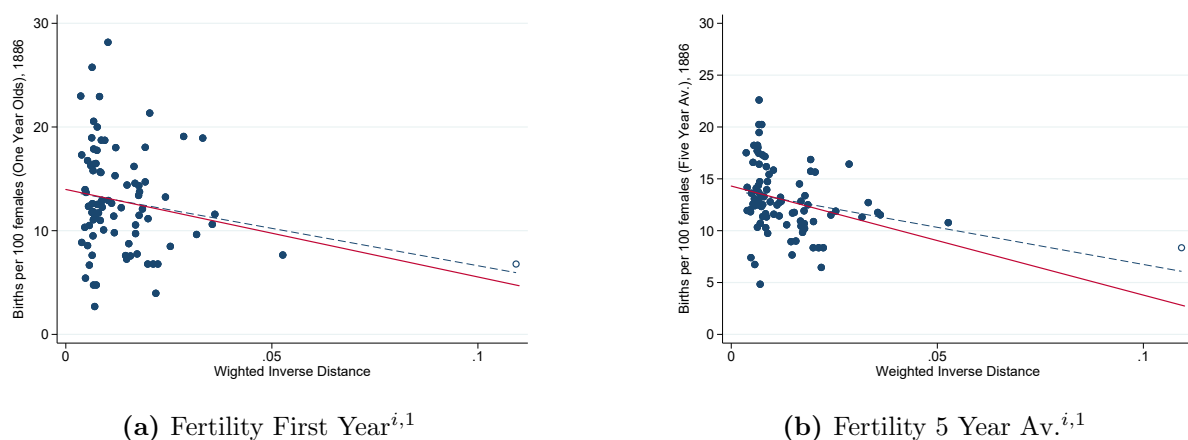 Births per 100 females (One Year Olds), 1886
30
20
10
0
0
.05
.1
Wighted Inverse Distance
(a) Fertility First Year^{i,1}
Births per 100 females (Five Year Av.), 1886
30
25
20
15
10
5
0
0
.05
.1
Weighted Inverse Distance
(b) Fertility 5 Year Av.^{i,1}